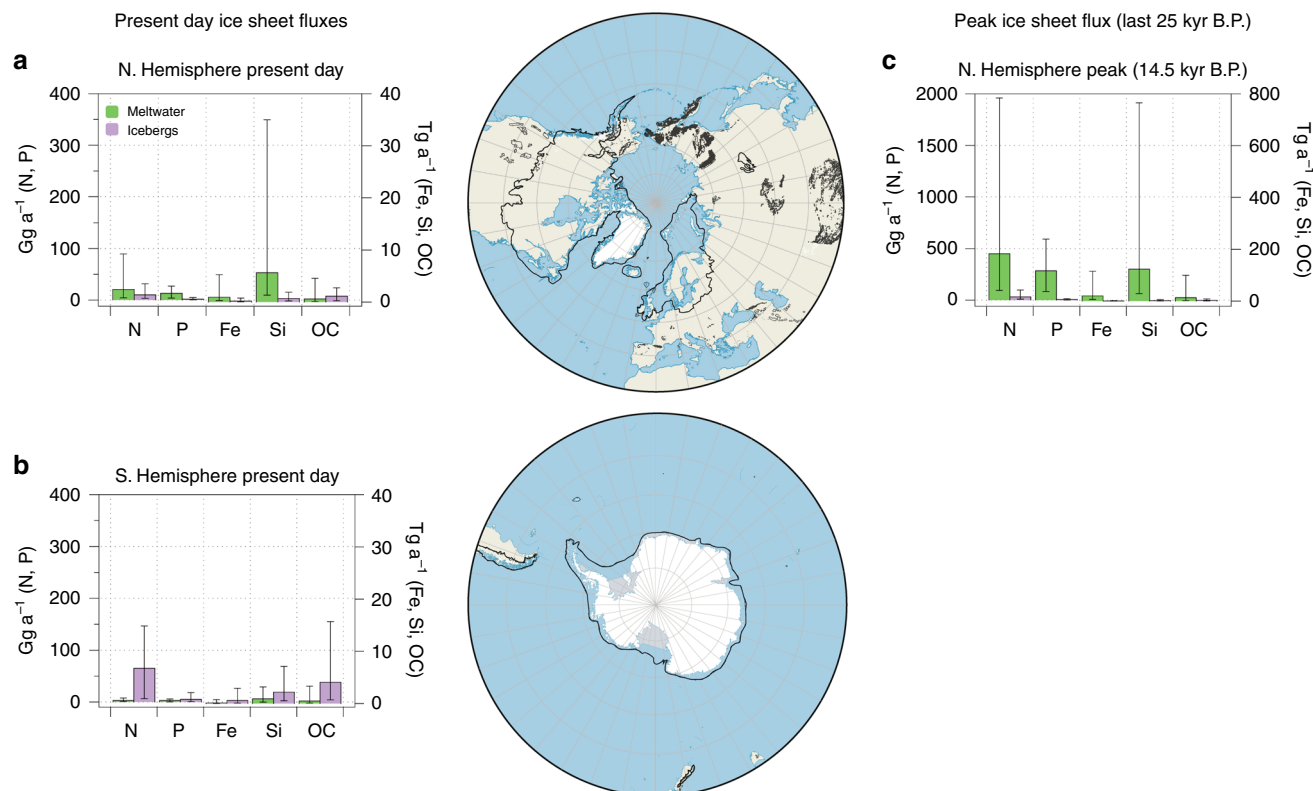 Present day ice sheet fluxes
Peak ice sheet flux (last 25 kyr B.P.)
a
N. Hemisphere present day
400
300
200
100
0
Gg a⁻¹ (N, P)
Meltwater
Icebergs
40
30
20
10
0
Tg a⁻¹ (Fe, Si, OC)
N P Fe Si OC
c
N. Hemisphere peak (14.5 kyr B.P.)
2000
1500
1000
500
0
Gg a⁻¹ (N, P)
800
600
400
200
0
Tg a⁻¹ (Fe, Si, OC)
N P Fe Si OC
b
S. Hemisphere present day
400
300
200
100
0
Gg a⁻¹ (N, P)
40
30
20
10
0
Tg a⁻¹ (Fe, Si, OC)
N P Fe Si OC